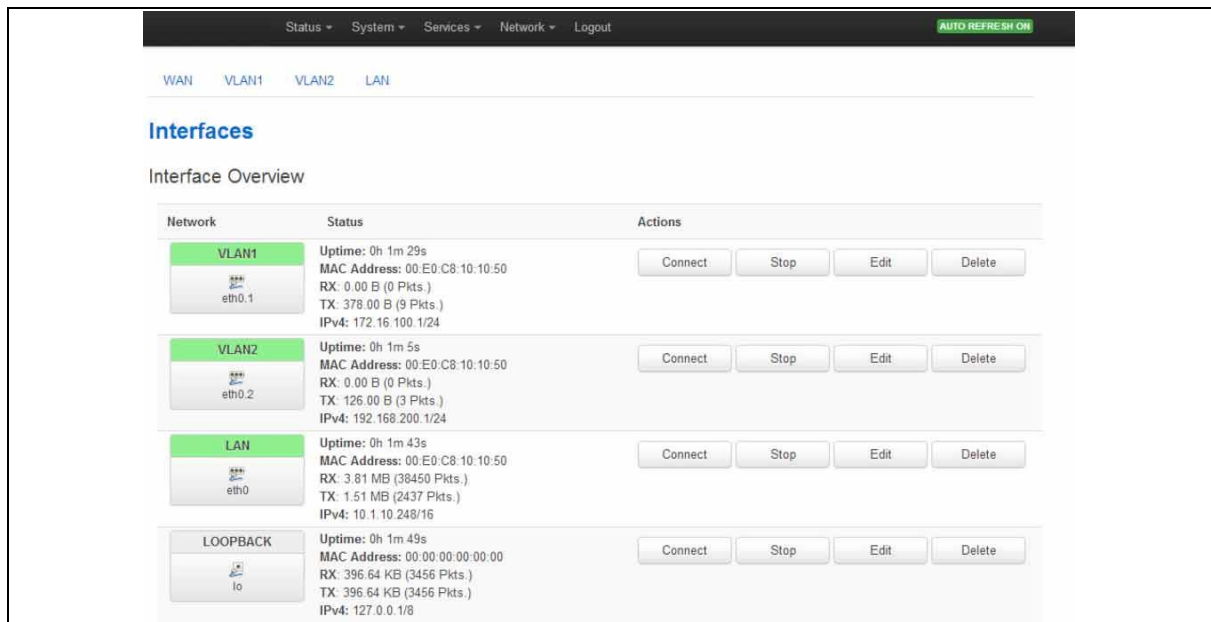 Status System Services Network Logout AUTO REFRESH ON
WAN VLAN1 VLAN2 LAN
Interfaces
Interface Overview
Network Status Actions
VLAN1
eth0.1
Uptime: 0h 1m 29s
MAC Address: 00:E0:C8:10:10:50
RX: 0.00 B (0 Pkts.)
TX: 378.00 B (9 Pkts.)
IPv4: 172.16.100.1/24
Connect Stop Edit Delete
VLAN2
eth0.2
Uptime: 0h 1m 5s
MAC Address: 00:E0:C8:10:10:50
RX: 0.00 B (0 Pkts.)
TX: 126.00 B (3 Pkts.)
IPv4: 192.168.200.1/24
Connect Stop Edit Delete
LAN
eth0
Uptime: 0h 1m 43s
MAC Address: 00:E0:C8:10:10:50
RX: 3.81 MB (38450 Pkts.)
TX: 1.51 MB (2437 Pkts.)
IPv4: 10.1.10.248/16
Connect Stop Edit Delete
LOOPBACK
lo
Uptime: 0h 1m 49s
MAC Address: 00:00:00:00:00:00
RX: 396.64 KB (3456 Pkts.)
TX: 396.64 KB (3456 Pkts.)
IPv4: 127.0.0.1/8
Connect Stop Edit Delete